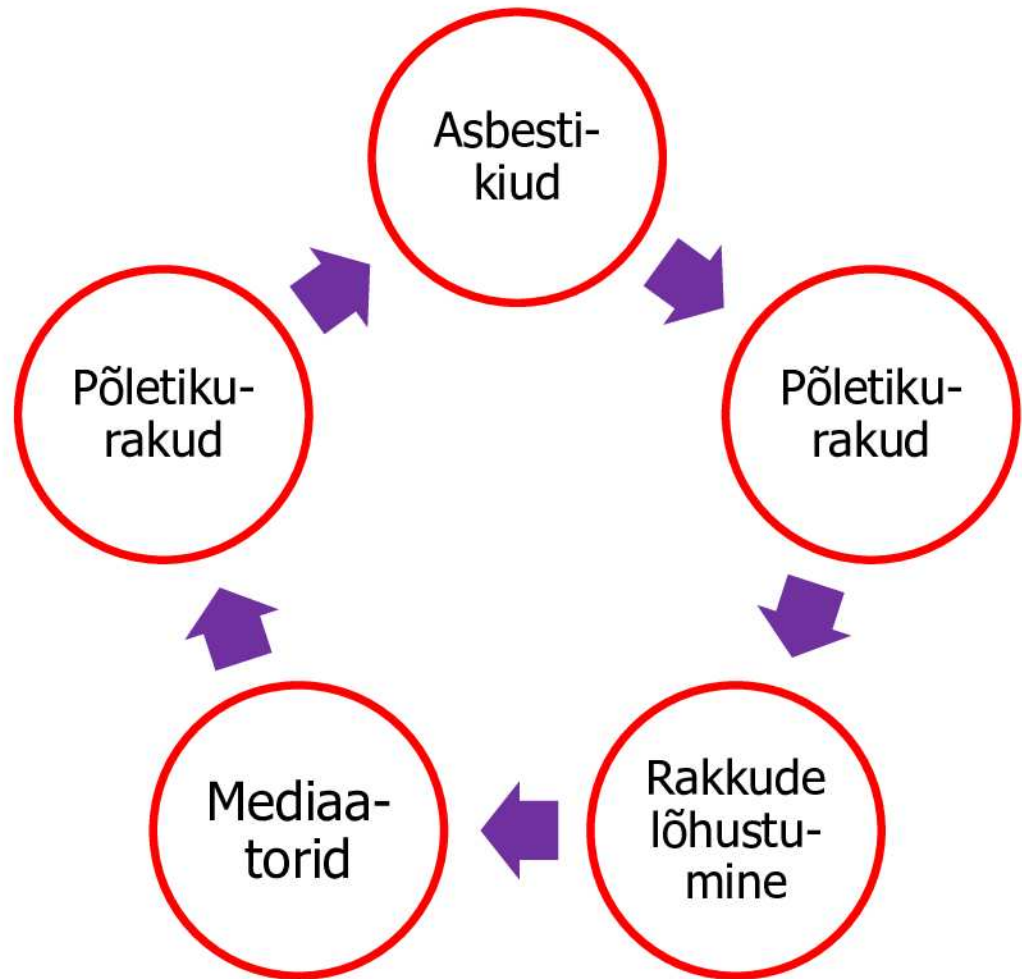 Asbesti-
kiud
Põletiku-
rakud
Rakkude
lõhustu-
mine
Mediaa-
torid
Põletiku-
rakud